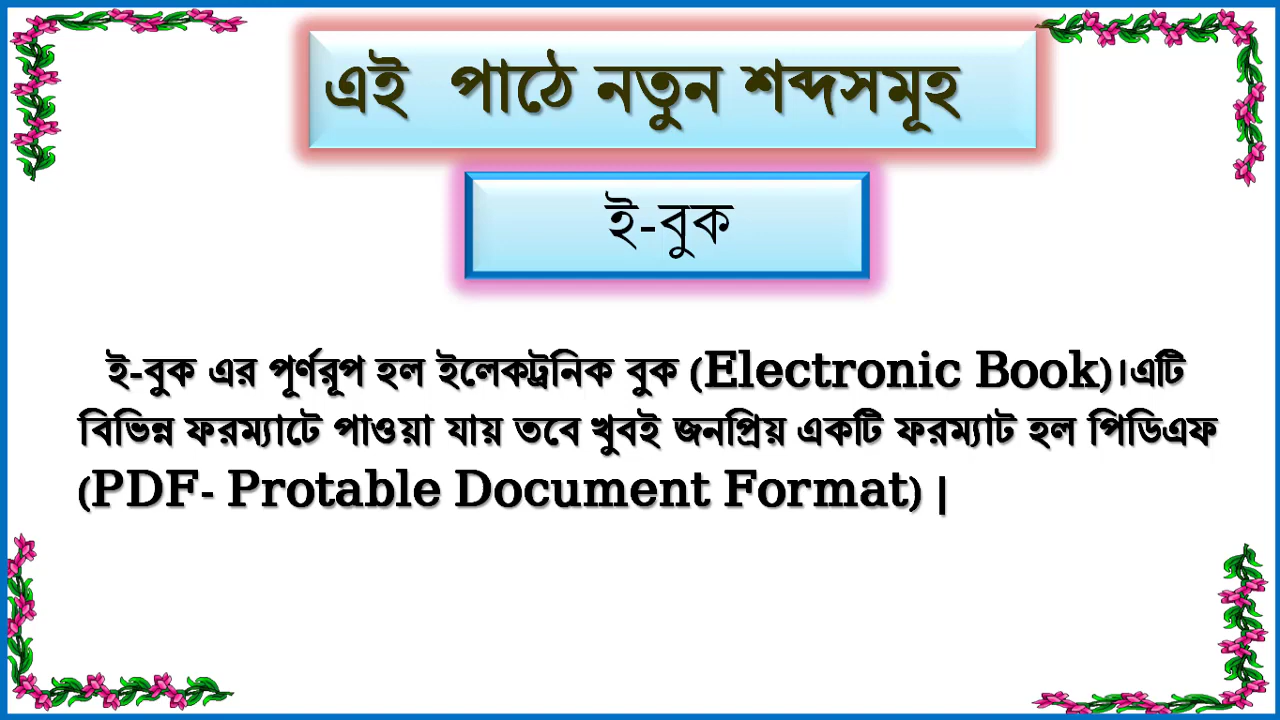 এই পাঠে নতুন শব্দসমূহ
ই-বুক
ই-বুক এর পূর্ণরূপ হল ইলেকট্রনিক বুক (Electronic Book)।এটি
বিভিন্ন ফরম্যাটে পাওয়া যায় তবে খুবই জনপ্রিয় একটি ফরম্যাট হল পিডিএফ
(PDF- Protable Document Format) |